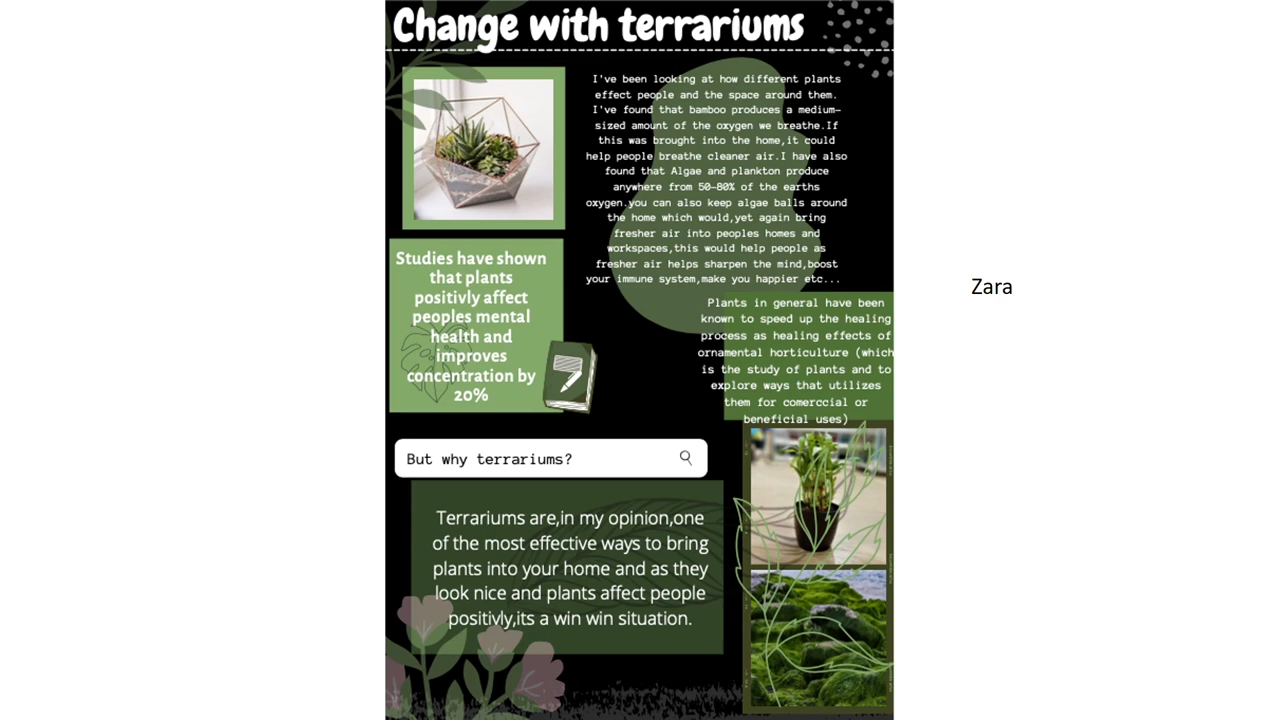 Change with terrariums
I've been looking at how different plants
effect people and the space around them.
I've found that bamboo produces a medium-
sized amount of the oxygen we breathe.If
this was brought into the home,it could
help people breathe cleaner air.I have also
found that Algae and plankton produce
anywhere from 50-80% of the earths
oxygen.you can also keep algae balls around
the home which would,yet again bring
fresher air into peoples homes and
workspaces,this would help people as
fresher air helps sharpen the mind,boost
your immune system,make you happier etc...
Studies have shown
that plants
positivly affect
peoples mental
health and
improves
concentration by
20%
Plants in general have been
known to speed up the healing
process as healing effects of
ornamental horticulture (which
is the study of plants and to
explore ways that utilizes
them for comerccial or
beneficial uses)
But why terrariums?
Terrariums are,in my opinion,one
of the most effective ways to bring
plants into your home and as they
look nice and plants affect people
positivly,its a win win situation.
Zara